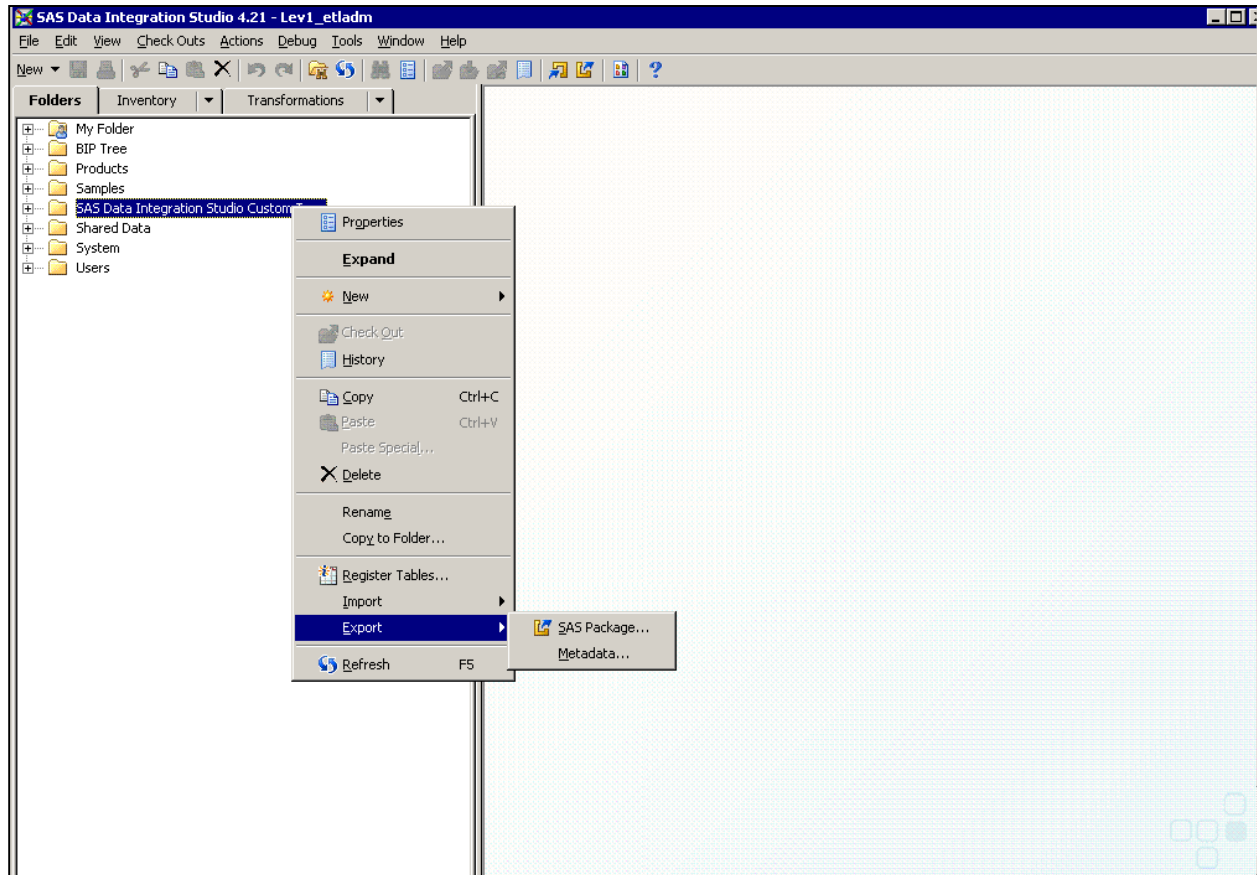 SAS Data Integration Studio 4.21 - Lev1_etladm
File Edit View Check Outs Actions Debug Tools Window Help
New
Folders Inventory Transformations
My Folder
BIP Tree
Products
Samples
SAS Data Integration Studio Custom
Shared Data
System
Users
Properties
Expand
New
Check Out
History
Copy Ctrl+C
Paste Ctrl+V
Paste Special...
Delete
Rename
Copy to Folder...
Register Tables...
Import
Export
Refresh F5
SAS Package...
Metadata...